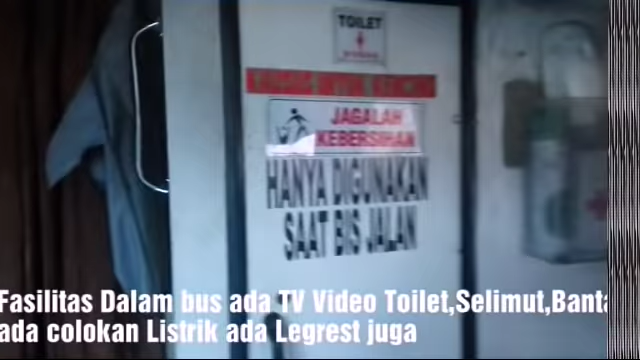 TOILET
JAGALAH
KEBERSIHAN
HANYA DIGUNAKAN
SAAT BIS JALAN
Fasilitas Dalam bus ada TV Video Toilet,Selimut,Banta
ada colokan Listrik ada Legrest juga